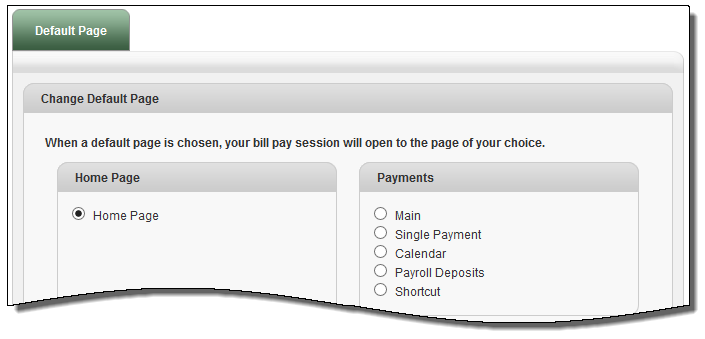 Default Page
Change Default Page
When a default page is chosen, your bill pay session will open to the page of your choice.
Home Page
Home Page
Payments
Main
Single Payment
Calendar
Payroll Deposits
Shortcut